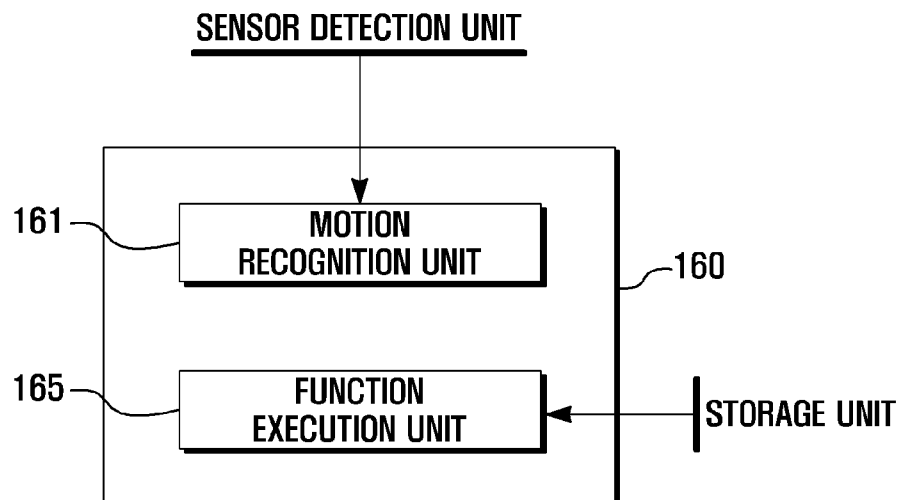 SENSOR DETECTION UNIT
161
MOTION
RECOGNITION UNIT
160
165
FUNCTION
EXECUTION UNIT
STORAGE UNIT